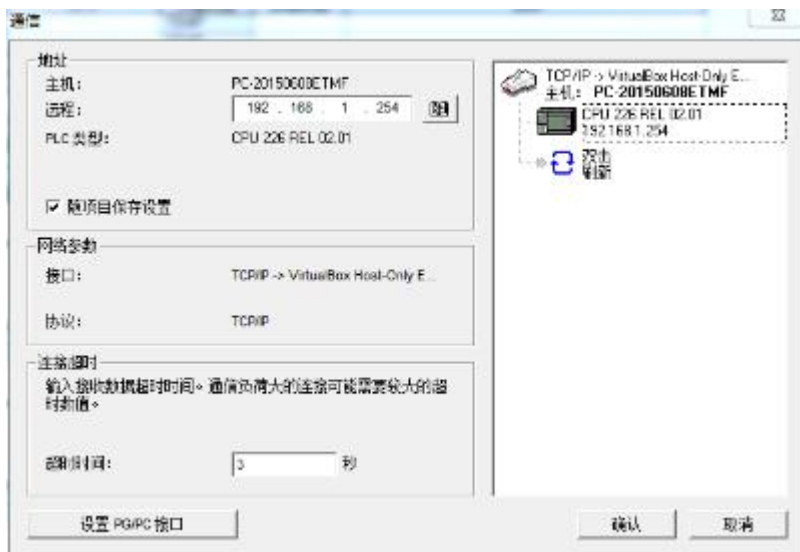 通信
地址
主机： PC-20150608ETMF
远程： 192 . 168 . 1 . 254
PLC 类型： CPU 226 REL 02.01
随项目保存设置
网络参数
接口： TCP/IP -> VirtualBox Host-Only E...
协议： TCP/IP
连接超时
输入接收数据超时时间。通信负荷大的连接可能需要较大的超
时数值。
超时时间： 3 秒
设置 PG/PC 接口
TCP/IP -> VirtualBox Host-Only E...
主机： PC-20150608ETMF
CPU 226 REL 02.01
192.168.1.254
双击
刷新
确认
取消